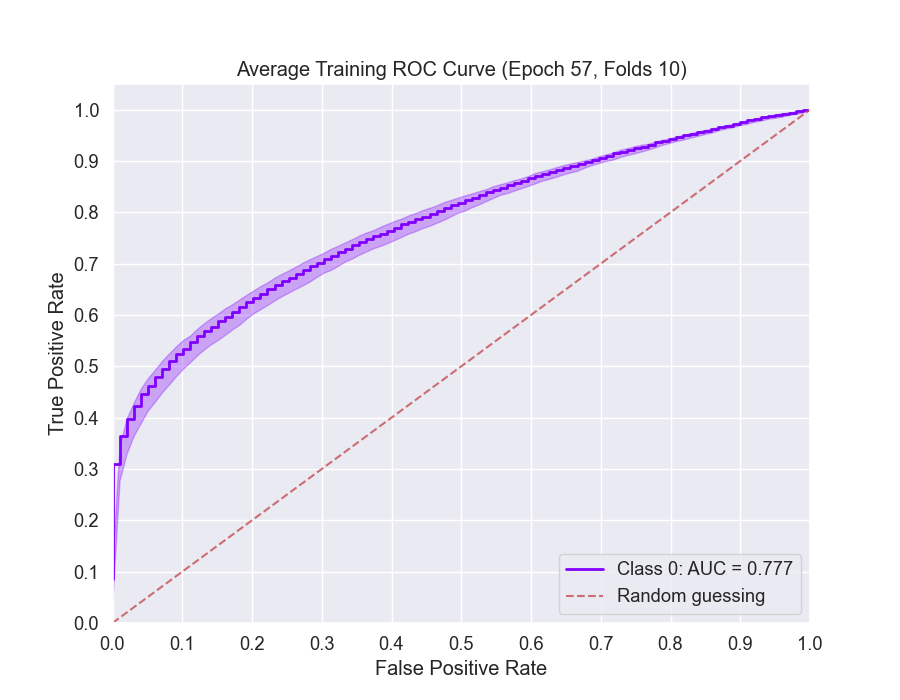 Average Training ROC Curve (Epoch 57, Folds 10)
1.0
0.9
0.8
0.7
0.6
0.5
0.4
0.3
0.2
0.1
0.0
True Positive Rate
Class 0: AUC = 0.777
Random guessing
0.0 0.1 0.2 0.3 0.4 0.5 0.6 0.7 0.8 0.9 1.0
False Positive Rate